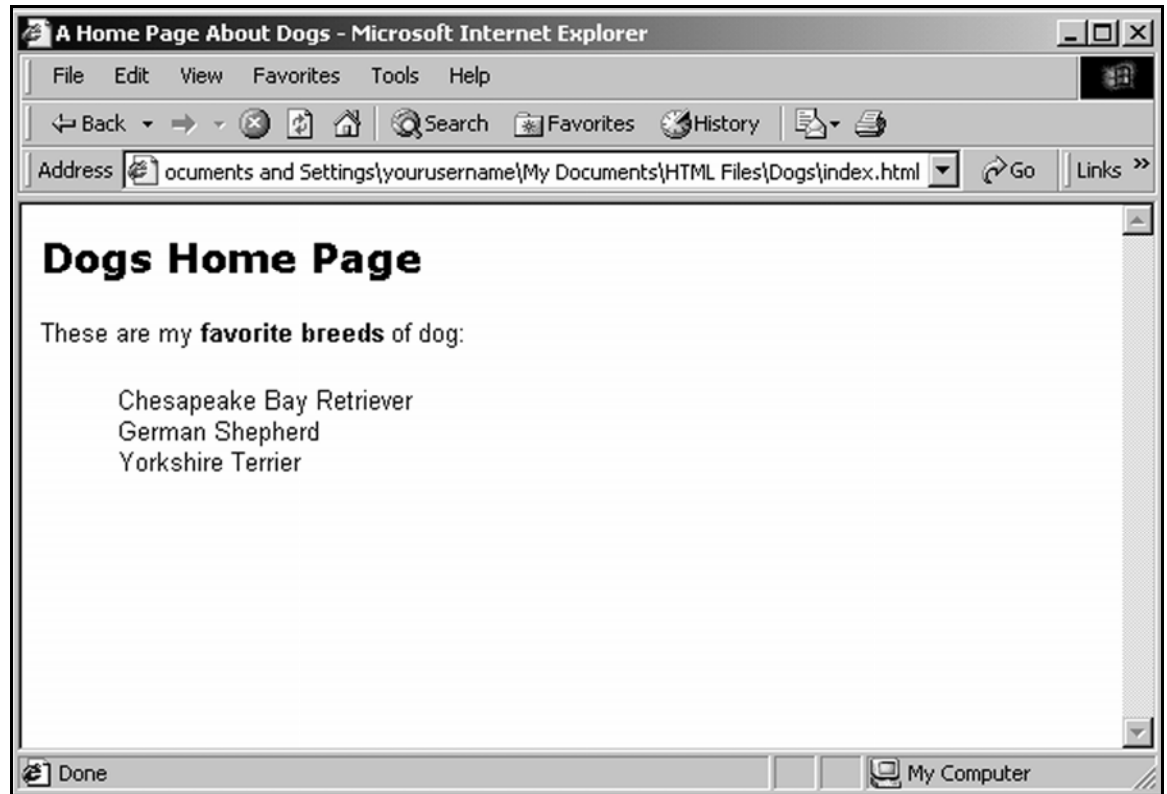 A Home Page About Dogs - Microsoft Internet Explorer
File Edit View Favorites Tools Help
Back Search Favorites History
Address ocuments and Settings\yourusername\My Documents\HTML Files\Dogs\index.html Go Links »
Dogs Home Page
These are my favorite breeds of dog:
Chesapeake Bay Retriever
German Shepherd
Yorkshire Terrier
Done My Computer